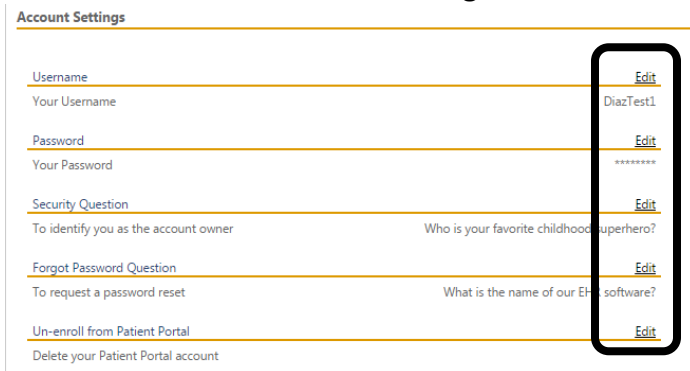 Account Settings
Username Edit
Your Username DiazTest1
Password Edit
Your Password ********
Security Question Edit
To identify you as the account owner Who is your favorite childhood superhero?
Forgot Password Question Edit
To request a password reset What is the name of our EHR software?
Un-enroll from Patient Portal Edit
Delete your Patient Portal account